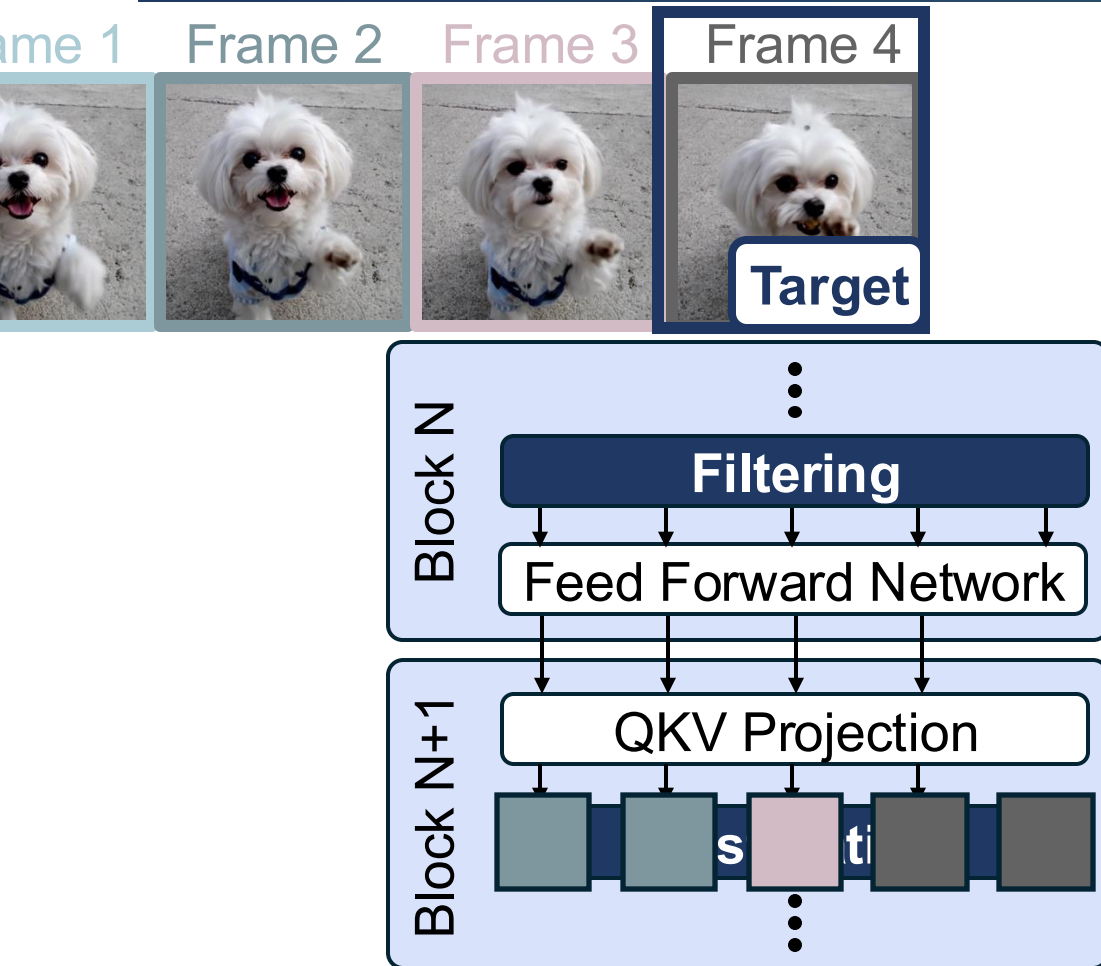 ame 1 Frame 2 Frame 3 Frame 4
Target
Block N
Filtering
Feed Forward Network
Block N+1
QKV Projection